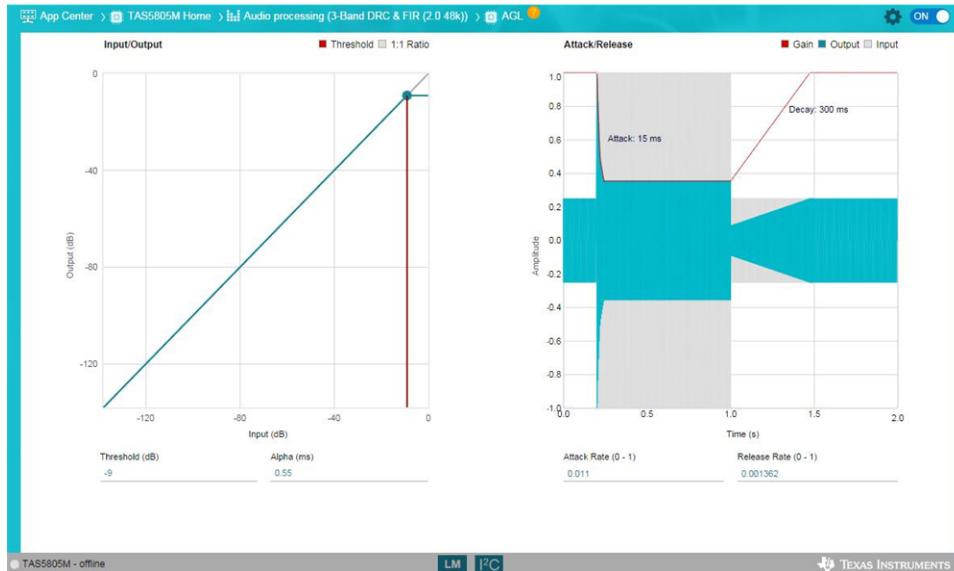 App Center > TAS5805M Home > Audio processing (3-Band DRC & FIR (2.0 48k)) > AGL ?
ON
Input/Output
Threshold 1:1 Ratio
0
-40
-80
-120
-120 -80 -40 0
Output (dB)
Input (dB)
Threshold (dB)
-9
Alpha (ms)
0.55
Attack/Release
Gain Output Input
1.0
0.8
0.6
0.4
0.2
0.0
-0.2
-0.4
-0.6
-0.8
-1.0
0.0 0.5 1.0 1.5 2.0
Attack: 15 ms
Decay: 300 ms
Amplitude
Time (s)
Attack Rate (0 - 1)
0.011
Release Rate (0 - 1)
0.001362
TAS5805M - offline
LM
I²C
TEXAS INSTRUMENTS